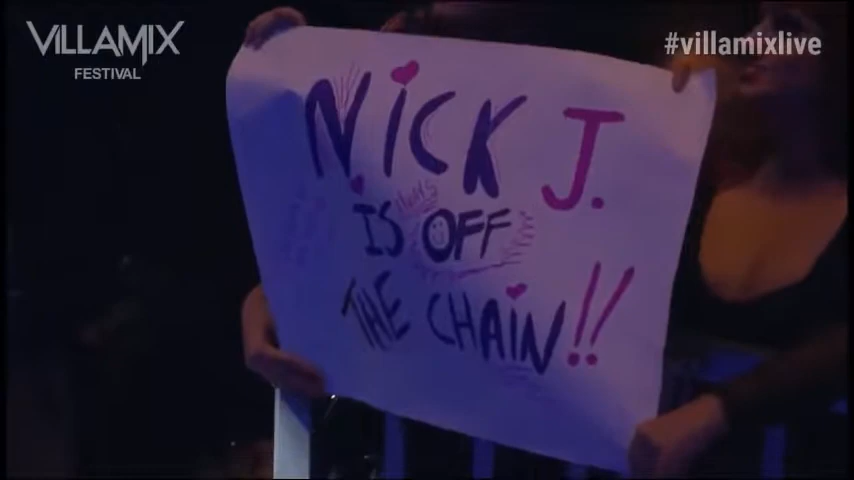 VILLAMIX
FESTIVAL
#villamixlive
NICK J.
IS OFF
THE CHAIN!!